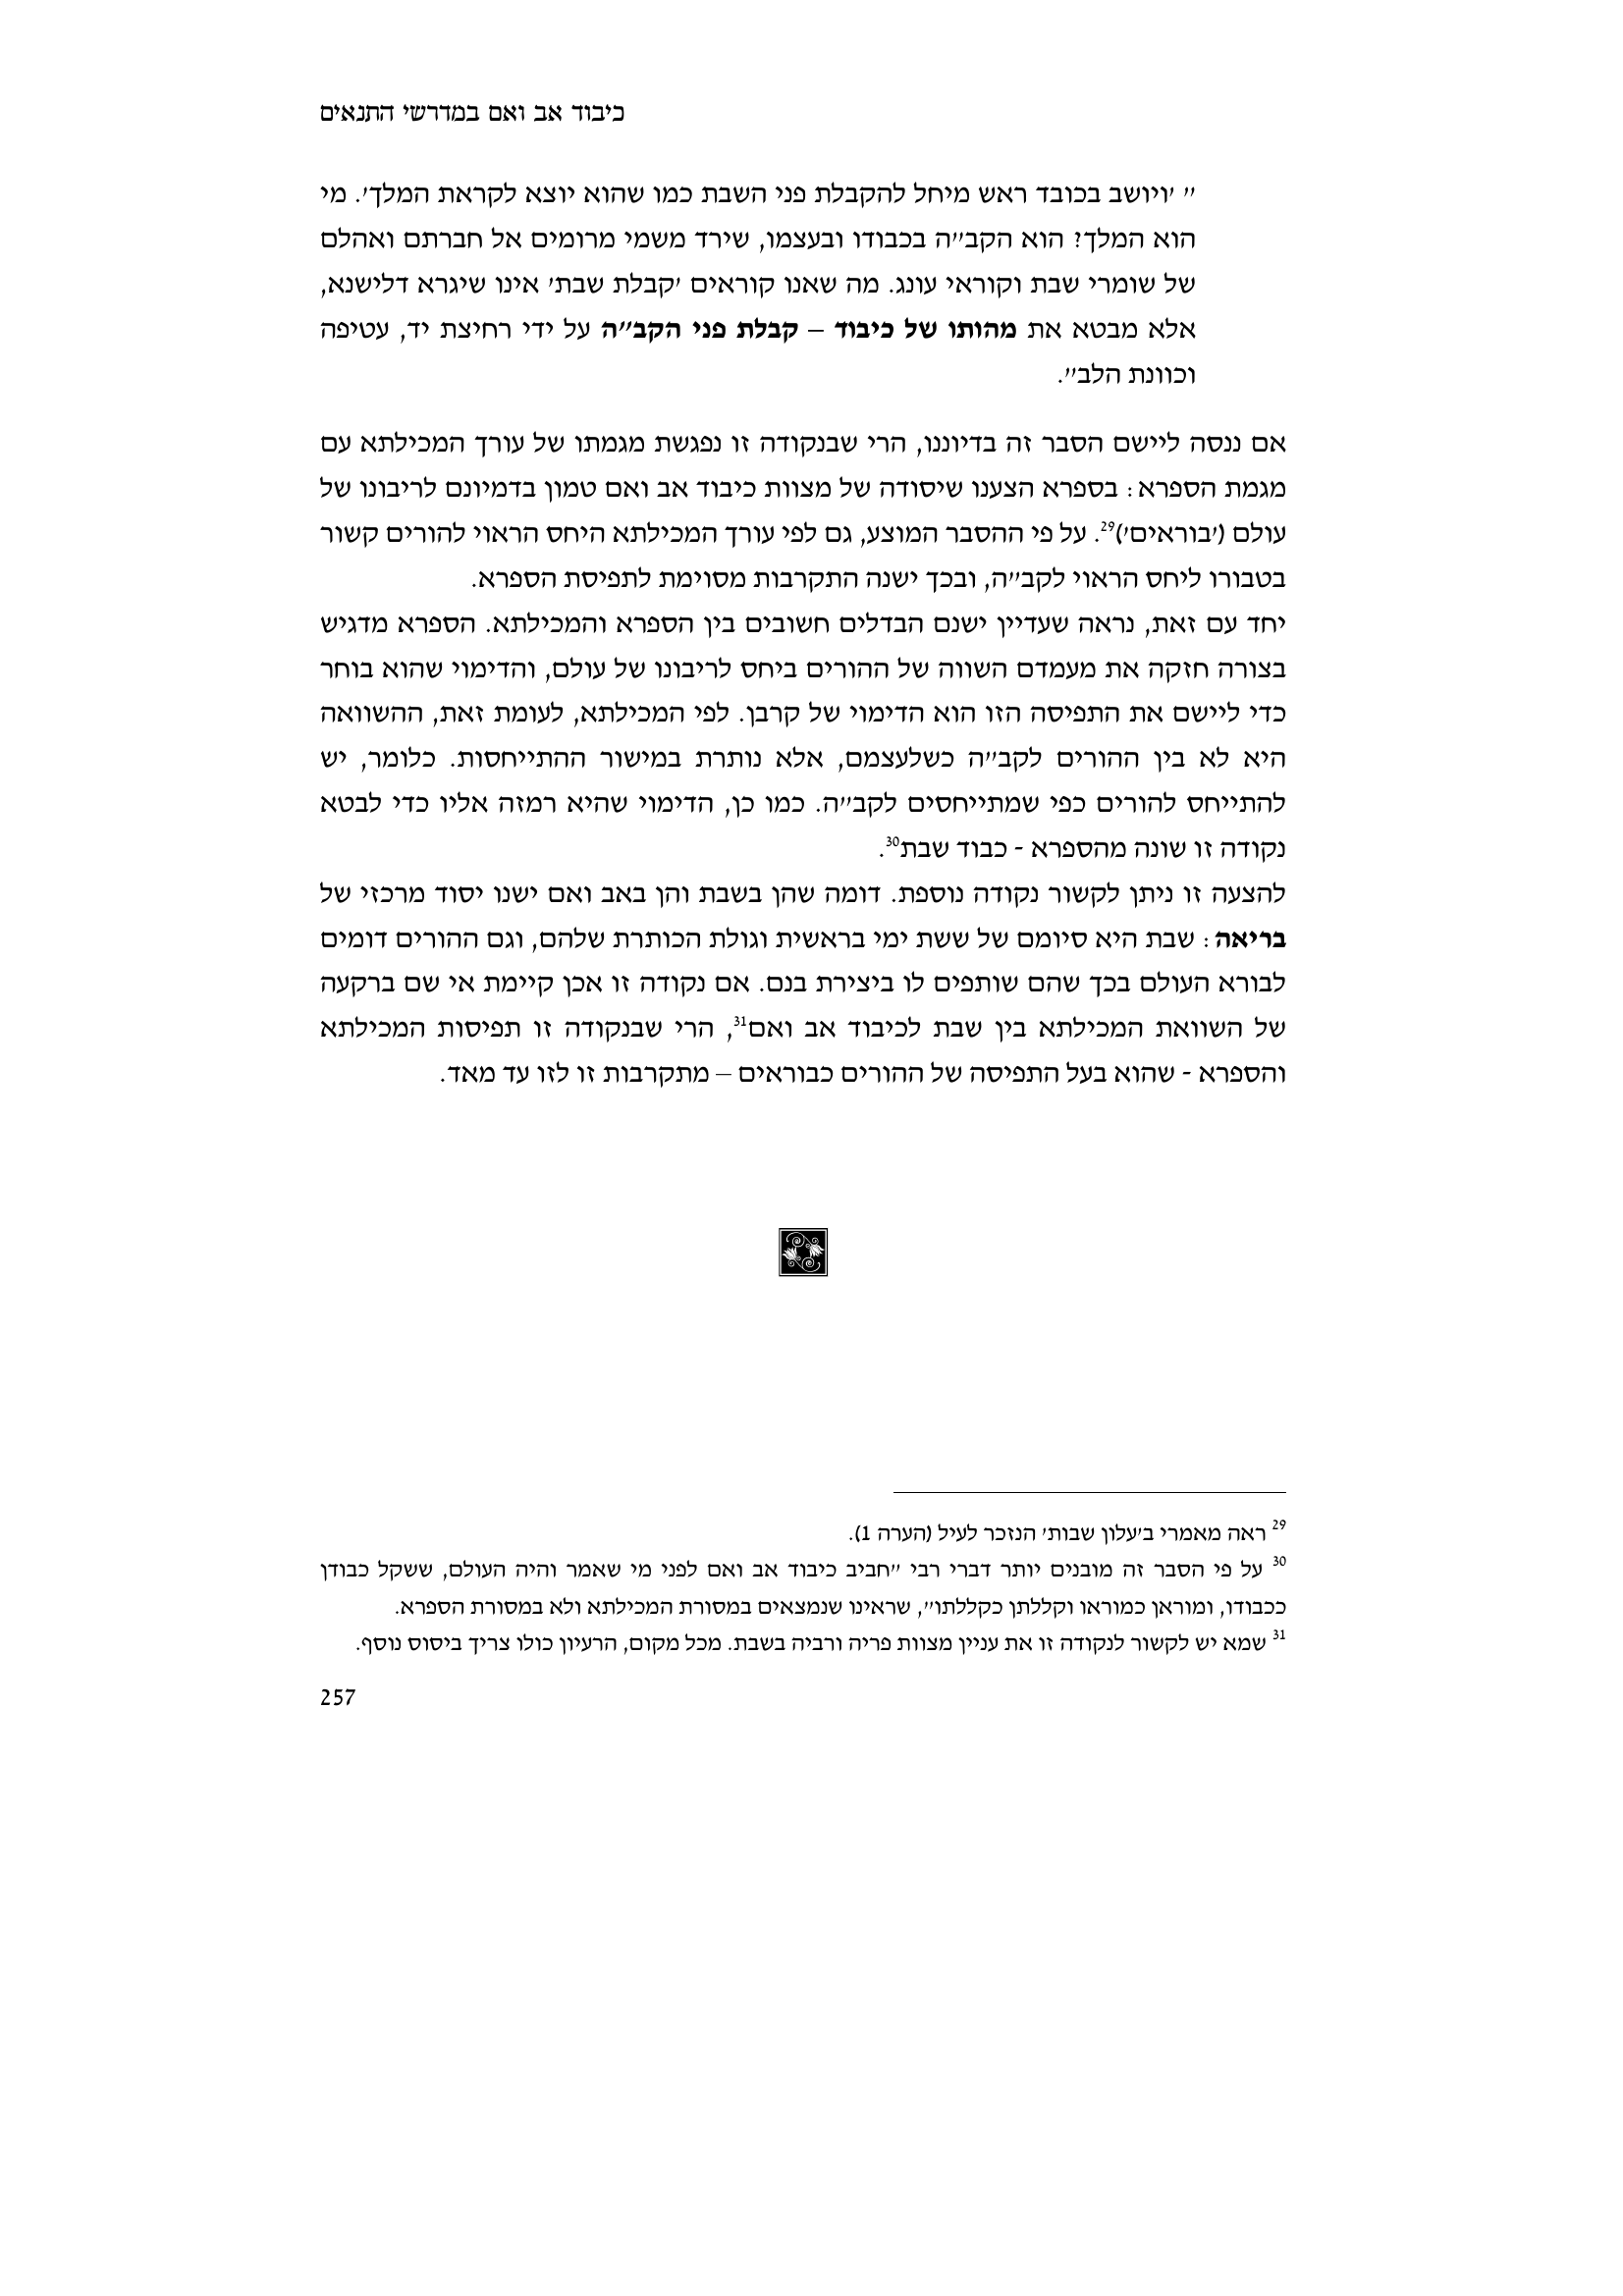 כיבוד אב ואם במדרשי התנאים
"' ויושב בכובד ראש מיחל להקבלת פני השבת כמו שהוא יוצא לקראת המלך'. מי
הוא המלך? הוא הקב"ה בכבודו ובעצמו, שירד משמי מרומים אל חברתם ואהלם
של שומרי שבת וקוראי עונג. מה שאנו קוראים 'קבלת שבת' אינו שיגרא דלישנא,
אלא מבטא את מהותו של כיבוד – קבלת פני הקב"ה על ידי רחיצת יד, עטיפה
וכוונת הלב".
אם ננסה ליישם הסבר זה בדיוננו, הרי שבנקודה זו נפגשת מגמתו של עורך המכילתא עם
מגמת הספרא: בספרא הצענו שיסודה של מצוות כיבוד אב ואם טמון בדמיונם לריבונו של
עולם ('בוראים')29. על פי ההסבר המוצע, גם לפי עורך המכילתא היחס הראוי להורים קשור
בטבורו ליחס הראוי לקב"ה, ובכך ישנה התקרבות מסוימת לתפיסת הספרא.
יחד עם זאת, נראה שעדיין ישנם הבדלים חשובים בין הספרא והמכילתא. הספרא מדגיש
בצורה חזקה את מעמדם השווה של ההורים ביחס לריבונו של עולם, והדימוי שהוא בוחר
כדי ליישם את התפיסה הזו הוא הדימוי של קרבן. לפי המכילתא, לעומת זאת, ההשוואה
היא לא בין ההורים לקב"ה כשלעצמם, אלא נותרת במישור ההתייחסות. כלומר, יש
להתייחס להורים כפי שמתייחסים לקב"ה. כמו כן, הדימוי שהיא רמזה אליו כדי לבטא
נקודה זו שונה מהספרא - כבוד שבת30.
להצעה זו ניתן לקשור נקודה נוספת. דומה שהן בשבת והן באב ואם ישנו יסוד מרכזי של
בריאה: שבת היא סיומם של ששת ימי בראשית וגולת הכותרת שלהם, וגם ההורים דומים
לבורא העולם בכך שהם שותפים לו ביצירת בנם. אם נקודה זו אכן קיימת אי שם ברקעה
של השוואת המכילתא בין שבת לכיבוד אב ואם31, הרי שבנקודה זו תפיסות המכילתא
והספרא - שהוא בעל התפיסה של ההורים כבוראים – מתקרבות זו לזו עד מאד.
29 ראה מאמרי ב'עלון שבות' הנזכר לעיל (הערה 1).
30 על פי הסבר זה מובנים יותר דברי רבי "חביב כיבוד אב ואם לפני מי שאמר והיה העולם, ששקל כבודן
ככבודו, ומוראן כמוראו וקללתן כקללתו", שראינו שנמצאים במסורת המכילתא ולא במסורת הספרא.
31 שמא יש לקשור לנקודה זו את עניין מצוות פריה ורביה בשבת. מכל מקום, הרעיון כולו צריך ביסוס נוסף.
257